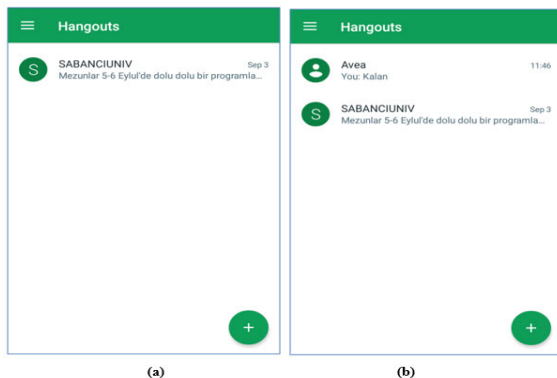 Hangouts
S
SABANCIUNIV
Sep 3
Mezunlar 5-6 Eylul'de dolu dolu bir programla...
+
(a)
Hangouts
Avea
11:46
You: Kalan
S
SABANCIUNIV
Sep 3
Mezunlar 5-6 Eylul'de dolu dolu bir programla...
+
(b)